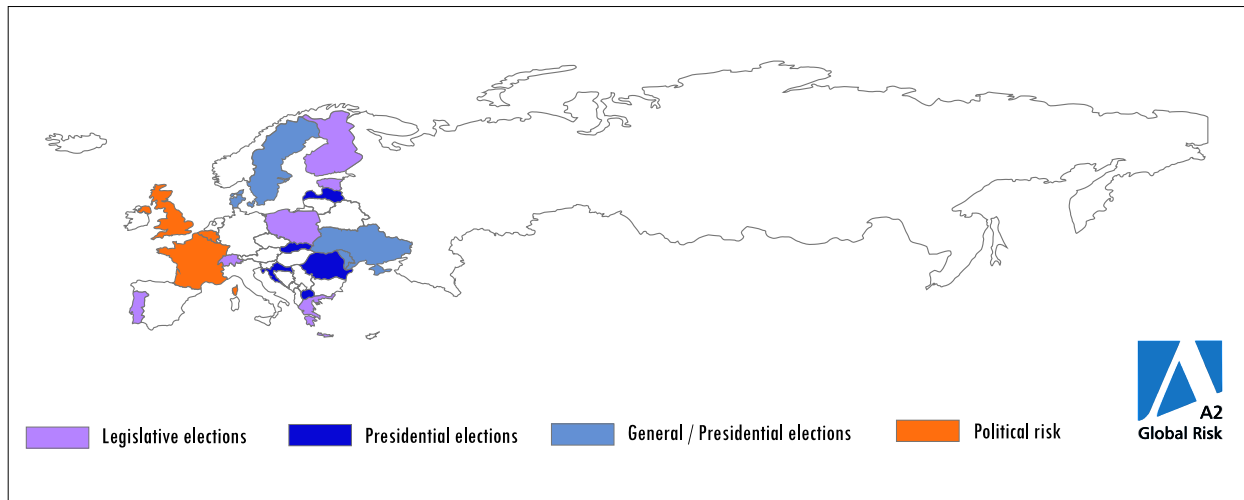 Legislative elections
Presidential elections
General / Presidential elections
Political risk
A2
Global Risk